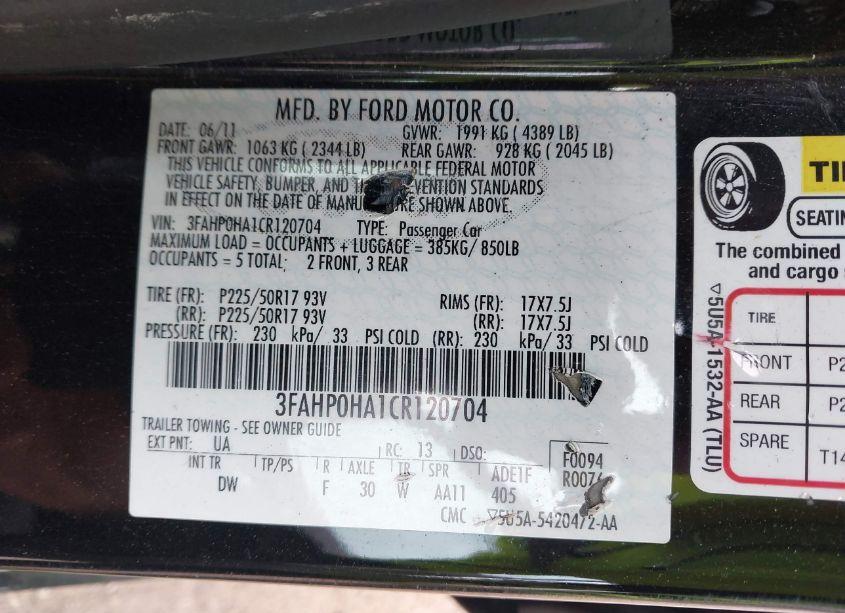 MFD. BY FORD MOTOR CO.
DATE: 06/11 GVWR: 1991 KG ( 4389 LB)
FRONT GAWR: 1063 KG ( 2344 LB) REAR GAWR: 928 KG ( 2045 LB)
THIS VEHICLE CONFORMS TO ALL APPLICABLE FEDERAL MOTOR
VEHICLE SAFETY, BUMPER, AND STANDARDS
IN EFFECT ON THE DATE OF SHOWN ABOVE.
VIN: 3FAHP0HA1CR120704 TYPE: Passenger Car
MAXIMUM LOAD = OCCUPANTS + LUGGAGE = 385KG/ 850LB
OCCUPANTS = 5 TOTAL; 2 FRONT, 3 REAR
TIRE (FR): P225/50R17 93V RIMS (FR): 17X7.5J
(RR): P225/50R17 93V (RR): 17X7.5J
PRESSURE (FR): 230 kPa/ 33 PSI COLD (RR): 230 kPa/ 33 PSI COLD
3FAHP0HA1CR120704
TRAILER TOWING - SEE OWNER GUIDE
EXT PNT: UA RC: 13 DSO: F0094
INT TR TP/PS R AXLE TR SPR ADE1F
DW F 30 W AA11 405
CMC ▽5U5A-5420472-AA
SEATING
The combined
and cargo
TIRE
FRONT
REAR
SPARE
▽5U5A-1532-AA (TLU)